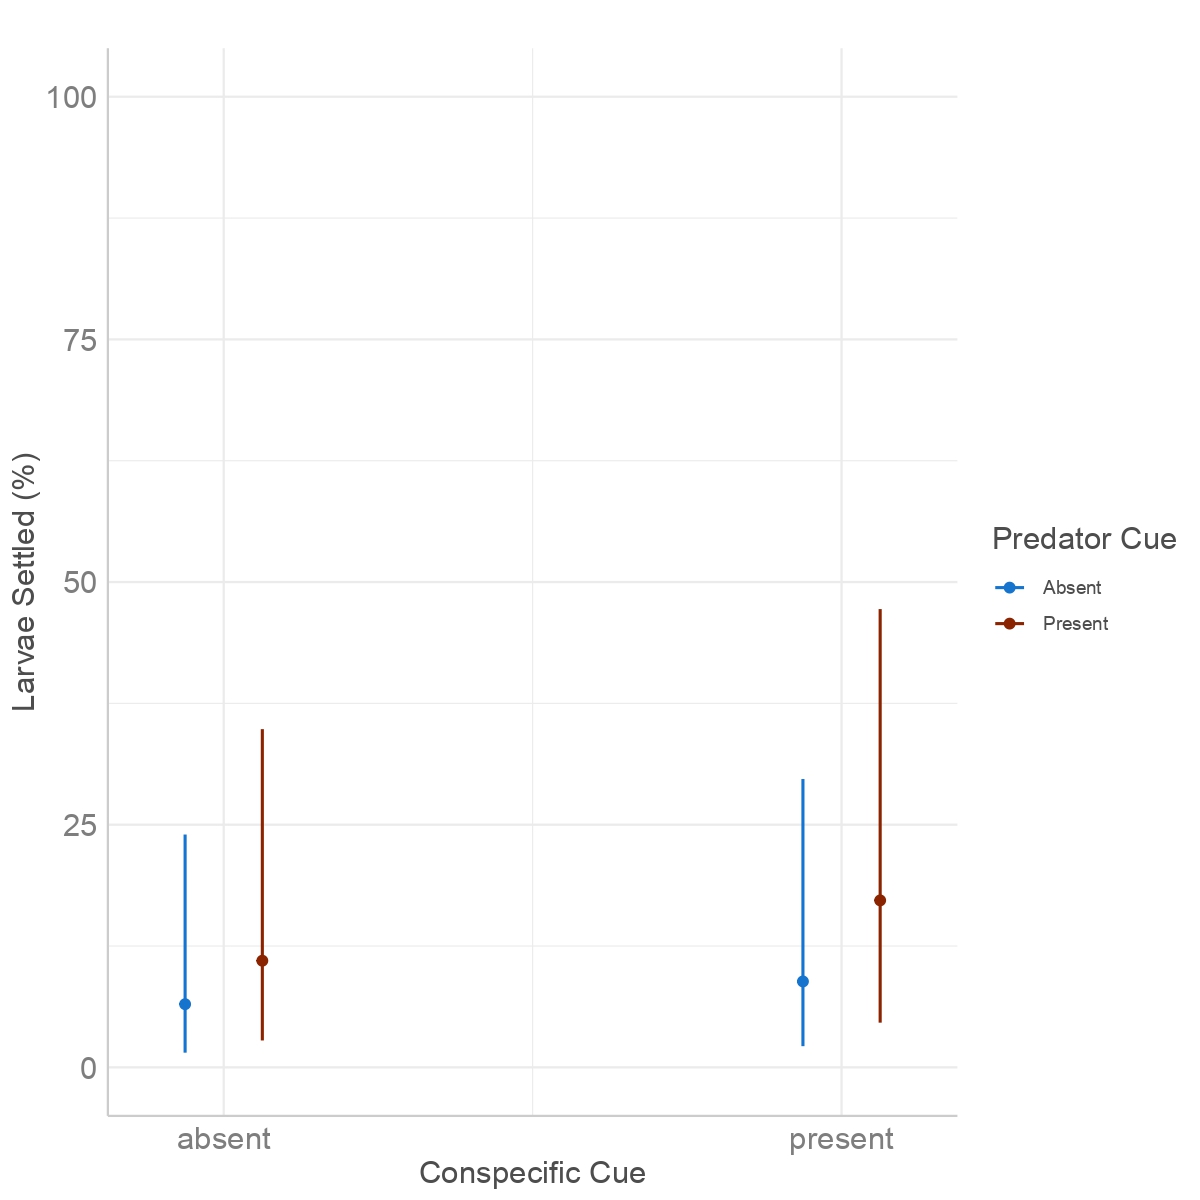 100
75
50
25
0
Larvae Settled (%)
absent
present
Conspecific Cue
Predator Cue
Absent
Present